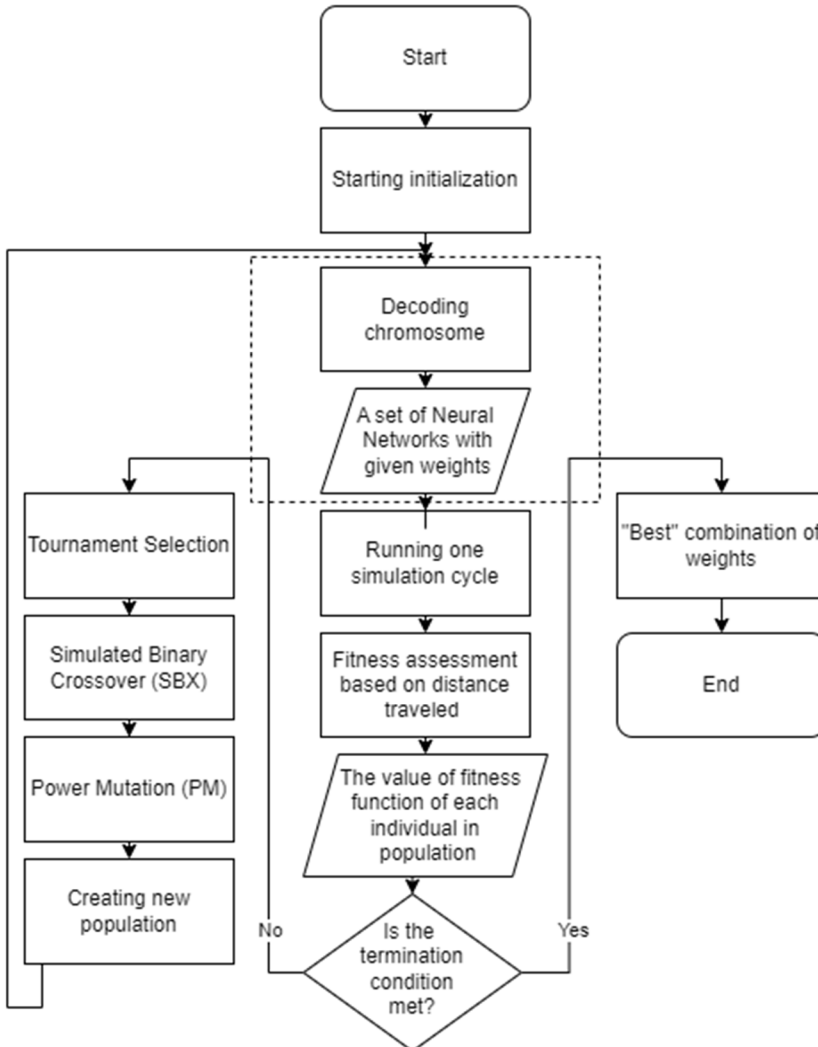 Start
Starting initialization
Decoding
chromosome
A set of Neural
Networks with
given weights
Running one
simulation cycle
Fitness assessment
based on distance
traveled
The value of fitness
function of each
individual in
population
Is the
termination
condition
met?
No
Yes
Tournament Selection
Simulated Binary
Crossover (SBX)
Power Mutation (PM)
Creating new
population
"Best" combination of
weights
End